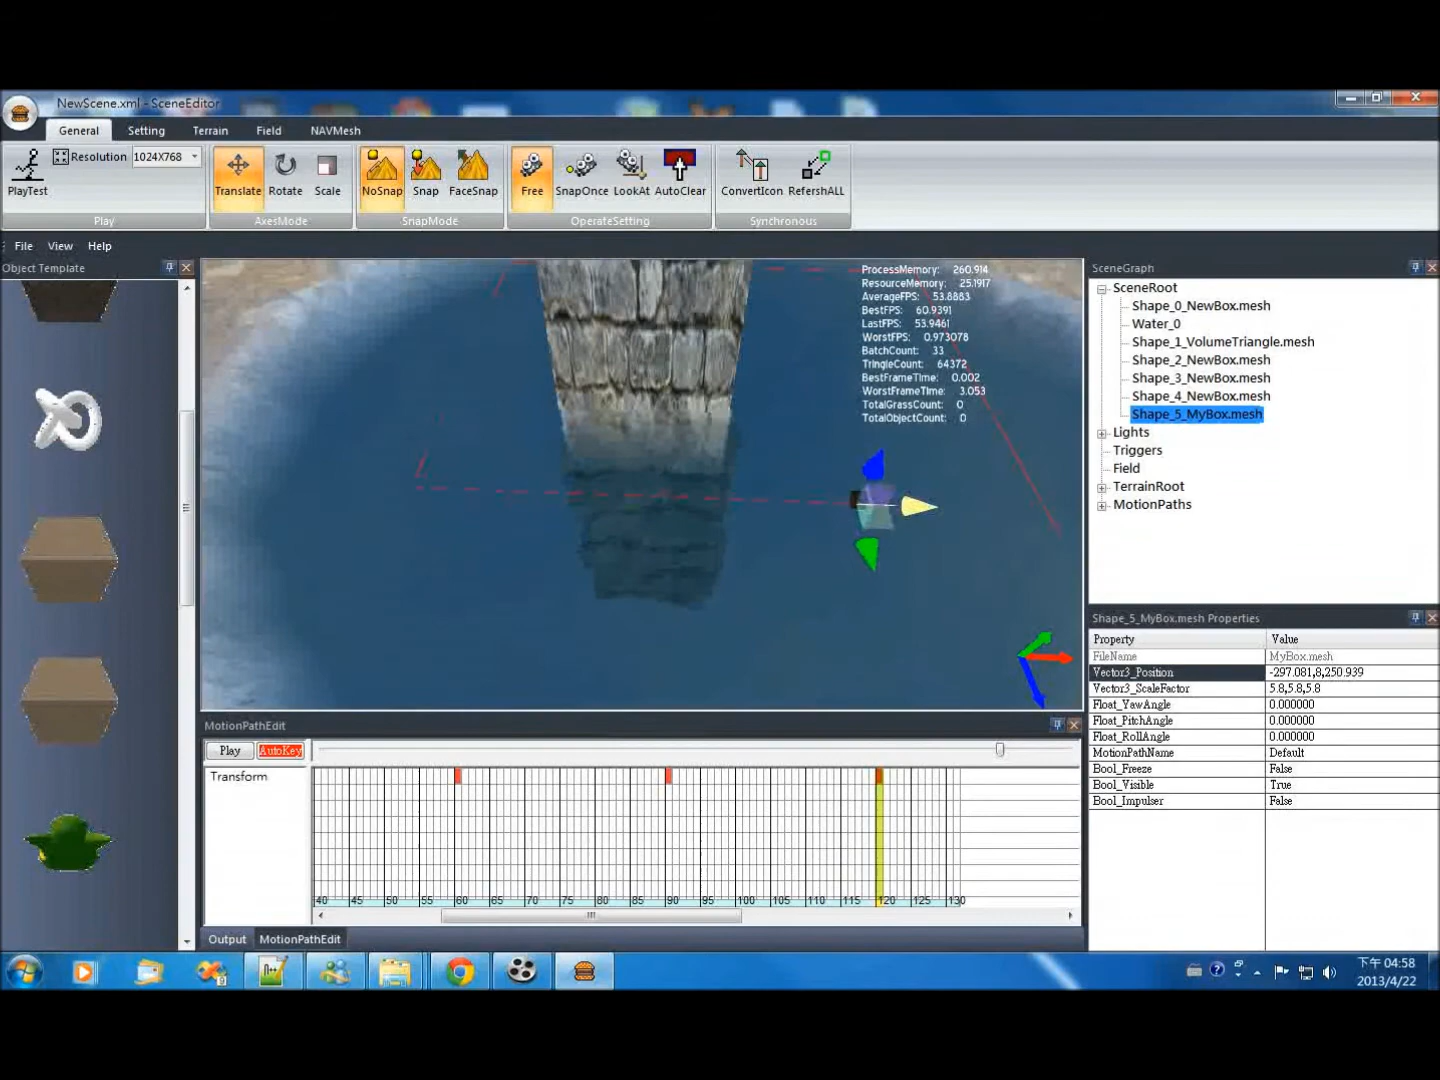 NewScene.xml - SceneEditor
General Setting Terrain Field NAVMesh
PlayTest Resolution 1024X768 Translate Rotate Scale NoSnap Snap FaceSnap Free SnapOnce LookAt AutoClear ConvertIcon RefershALL
Play AxesMode SnapMode OperateSetting Synchronous
File View Help
Object Template
ProcessMemory: 260.914
ResourceMemory: 25.1917
AverageFPS: 53.8883
BestFPS: 60.9391
LastFPS: 53.9461
WorstFPS: 0.973078
BatchCount: 33
TringleCount: 64372
BestFrameTime: 0.002
WorstFrameTime: 3.053
TotalGrassCount: 0
TotalObjectCount: 0
SceneGraph
SceneRoot
Shape_0_NewBox.mesh
Water_0
Shape_1_VolumeTriangle.mesh
Shape_2_NewBox.mesh
Shape_3_NewBox.mesh
Shape_4_NewBox.mesh
Shape_5_MyBox.mesh
Lights
Triggers
Field
TerrainRoot
MotionPaths
Shape_5_MyBox.mesh Properties
Property Value
FileName MyBox.mesh
Vector3_Position -297.081,8,250.939
Vector3_ScaleFactor 5.8,5.8,5.8
Float_YawAngle 0.000000
Float_PitchAngle 0.000000
Float_RollAngle 0.000000
MotionPathName Default
Bool_Freeze False
Bool_Visible True
Bool_Impulser False
MotionPathEdit
Play AutoKey
Transform
40 45 50 55 60 65 70 75 80 85 90 95 100 105 110 115 120 125 130
Output MotionPathEdit
下午 04:58
2013/4/22